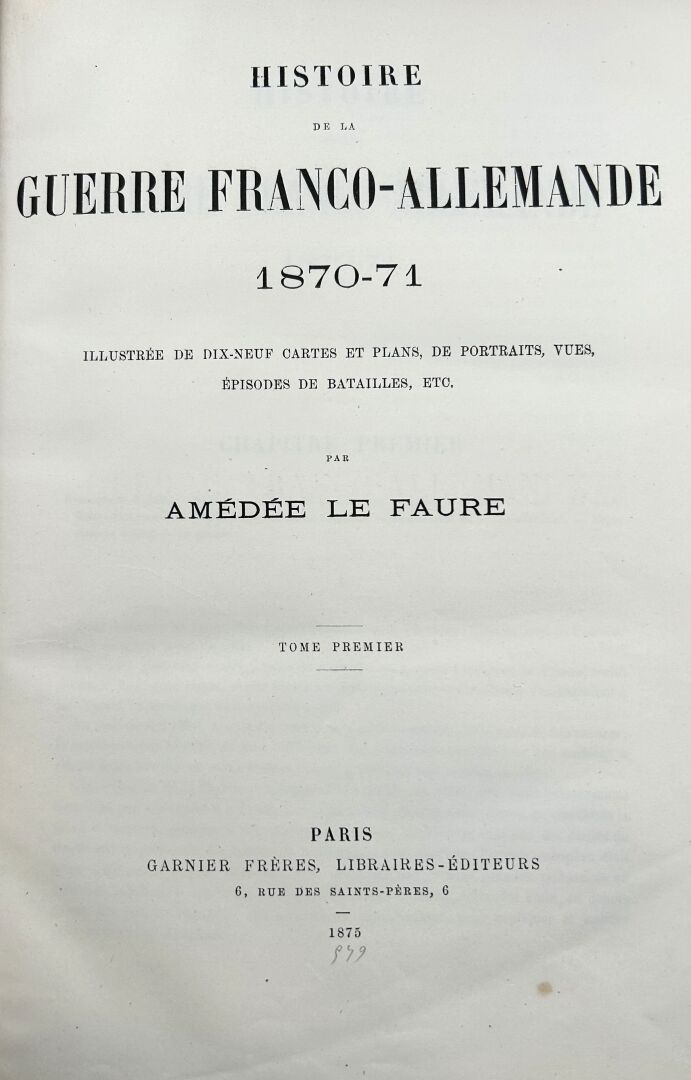 HISTOIRE
DE LA
GUERRE FRANCO-ALLEMANDE
1870-71
ILLUSTRÉE DE DIX-NEUF CARTES ET PLANS, DE PORTRAITS, VUES,
ÉPISODES DE BATAILLES, ETC.
PAR
AMÉDÉE LE FAURE
TOME PREMIER
PARIS
GARNIER FRÈRES, LIBRAIRES-ÉDITEURS
6, RUE DES SAINTS-PÈRES, 6
1875